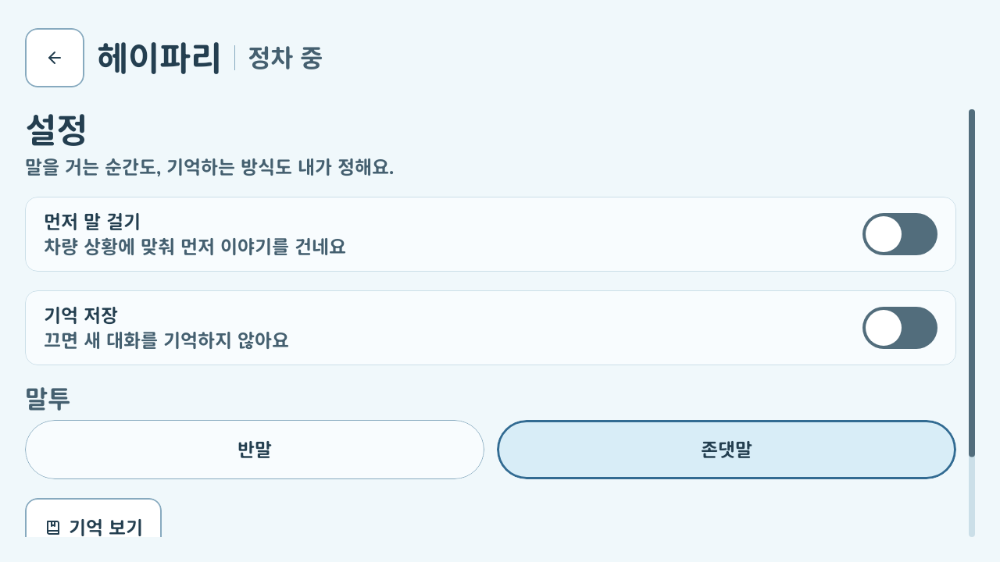 헤이파리
정차 중
설정
말을 거는 순간도, 기억하는 방식도 내가 정해요.
먼저 말 걸기
차량 상황에 맞춰 먼저 이야기를 건네요
기억 저장
끄면 새 대화를 기억하지 않아요
말투
반말
존댓말
기억 보기